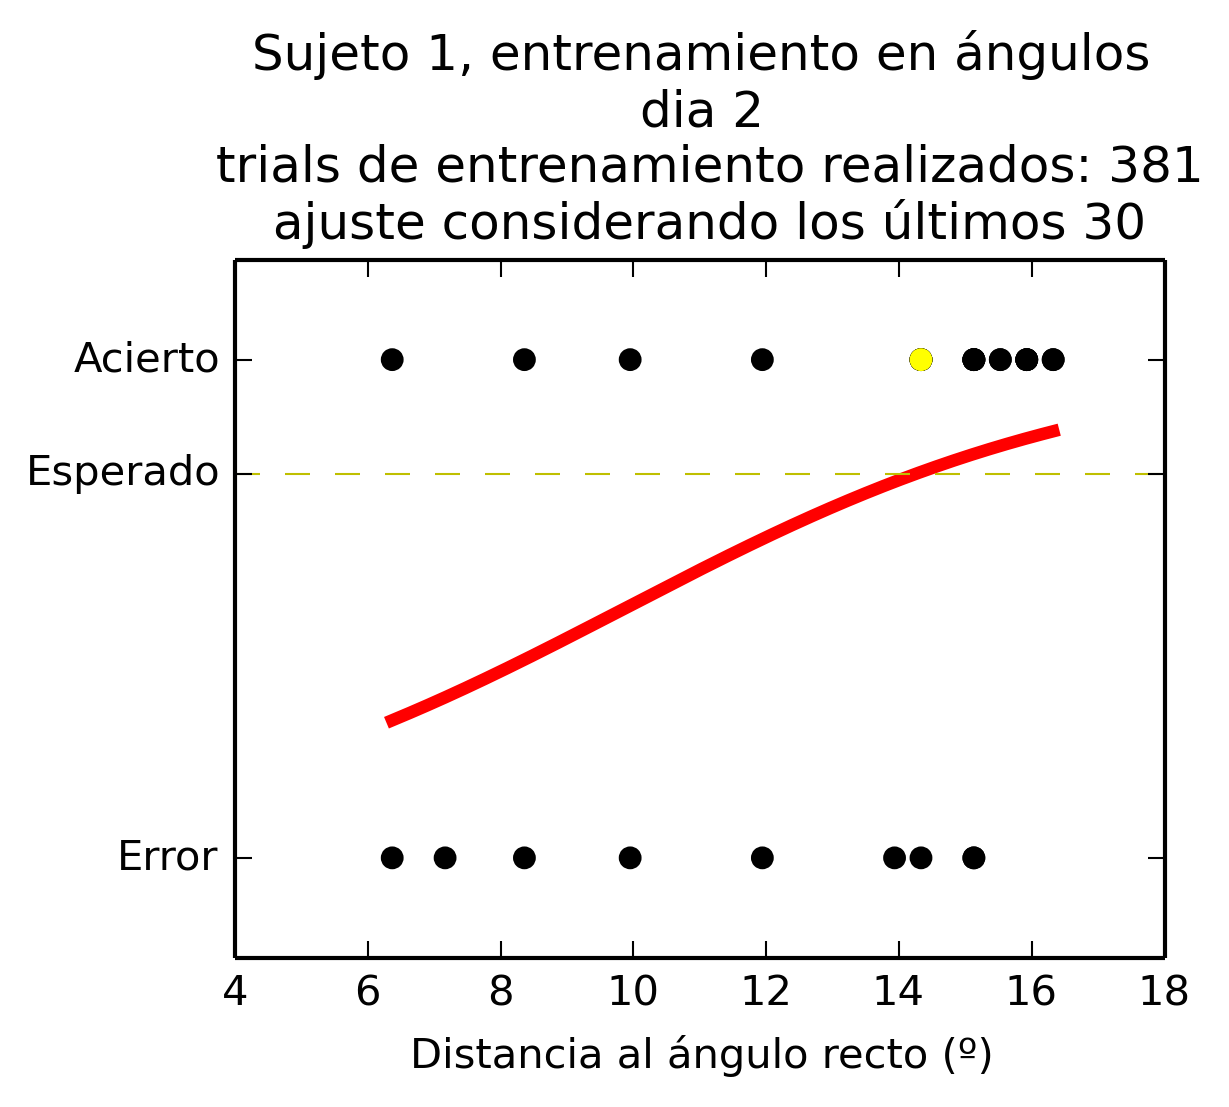 Sujeto 1, entrenamiento en ángulos
dia 2
trials de entrenamiento realizados: 381
ajuste considerando los últimos 30
Acierto
Esperado
Error
4 6 8 10 12 14 16 18
Distancia al ángulo recto (º)